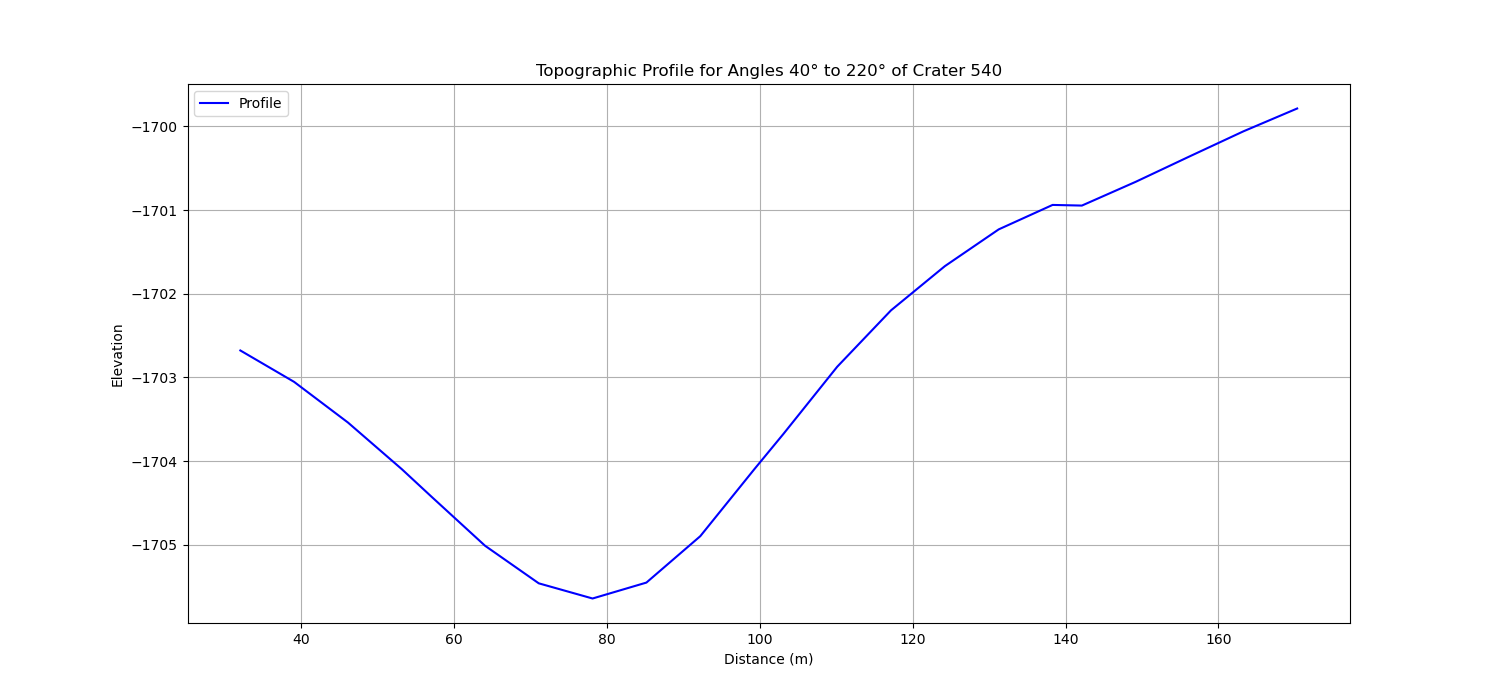 Topographic Profile for Angles 40° to 220° of Crater 540
Profile
−1700
−1701
−1702
−1703
−1704
−1705
Elevation
40 60 80 100 120 140 160
Distance (m)